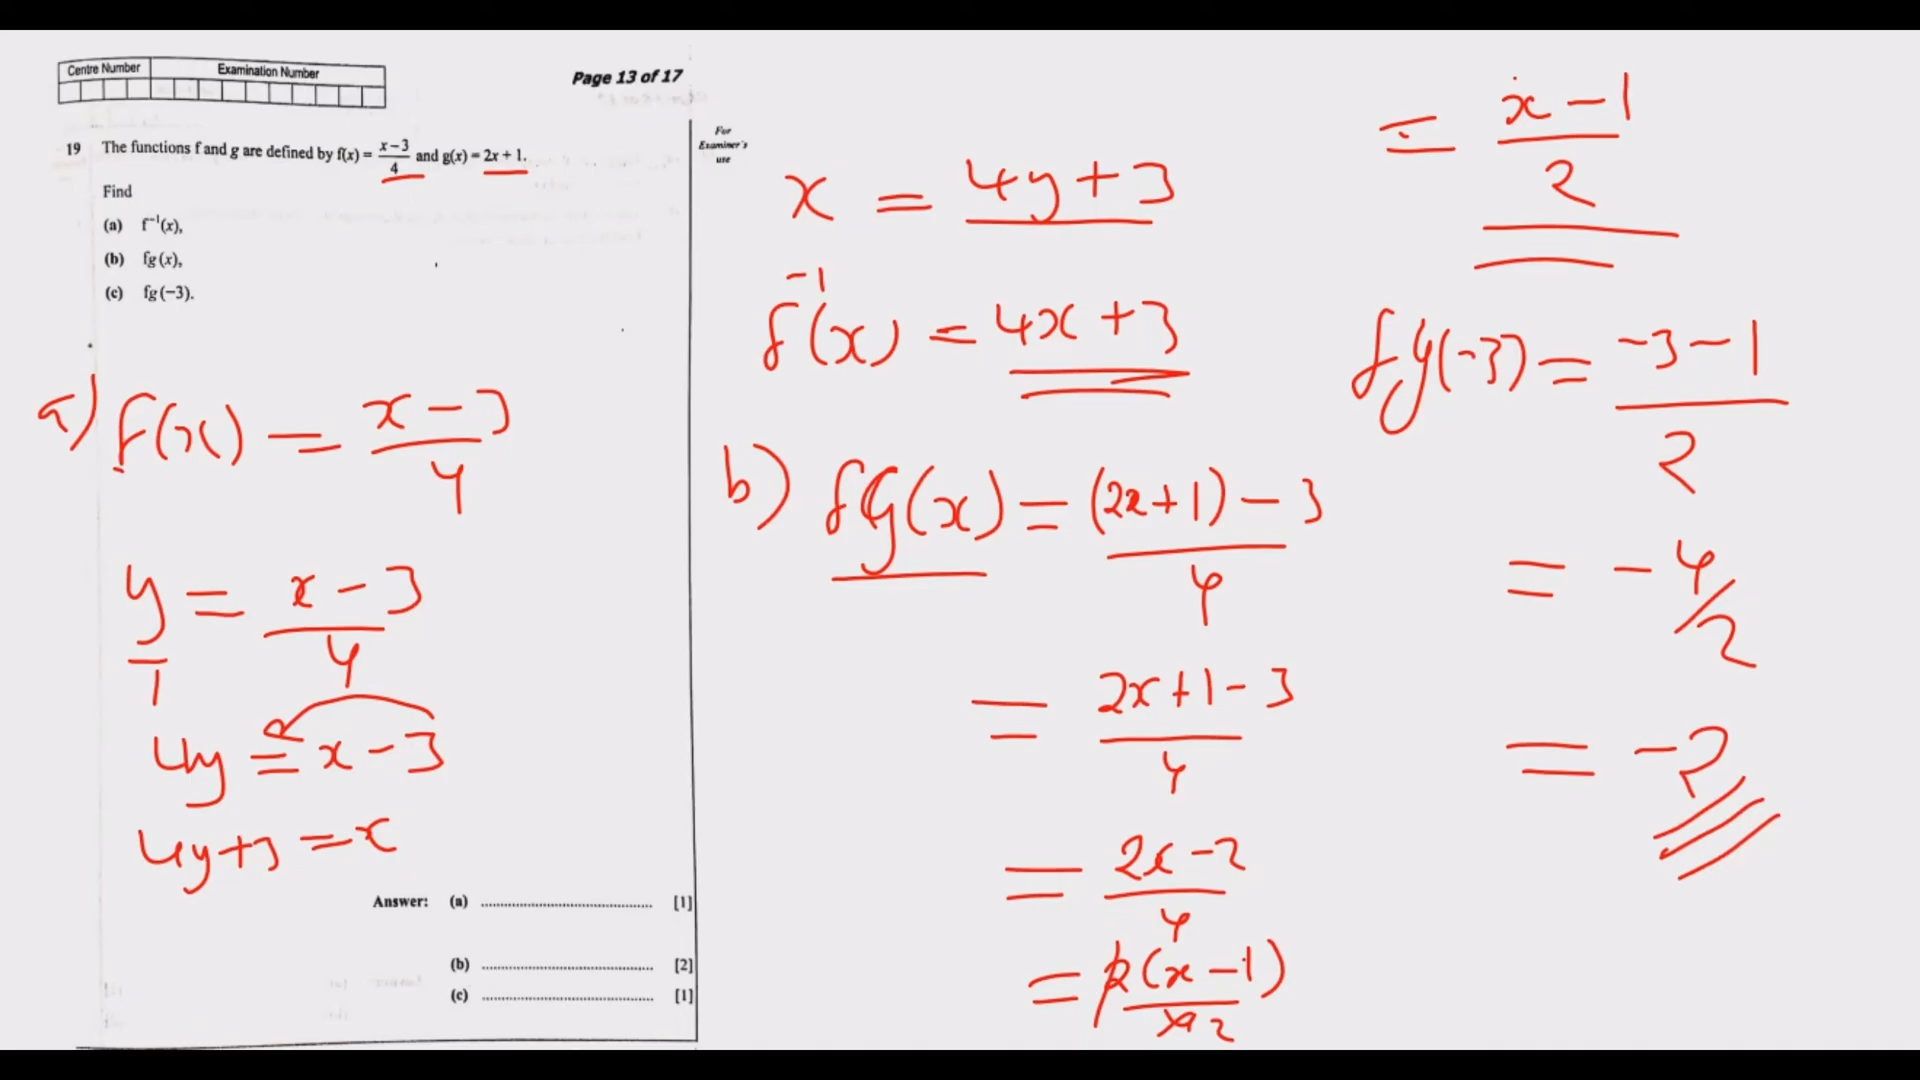 Centre Number Examination Number
Page 13 of 17
For
Examiner's
use
19 The functions f and g are defined by f(x) = (x − 3)/4 and g(x) = 2x + 1.
Find
(a) f⁻¹(x),
(b) fg(x),
(c) fg(−3).
a) f(x) = (x − 3)/4
y/1 = (x − 3)/4
4y = x − 3
4y + 3 = x
Answer: (a) ........................................ [1]
(b) ........................................ [2]
(c) ........................................ [1]
x = 4y + 3
f⁻¹(x) = 4x + 3
b) fg(x) = ((2x + 1) − 3)/4
= (2x + 1 − 3)/4
= (2x − 2)/4
= 2(x − 1)/4 2
= (x − 1)/2
fg(−3) = (−3 − 1)/2
= −4/2
= −2